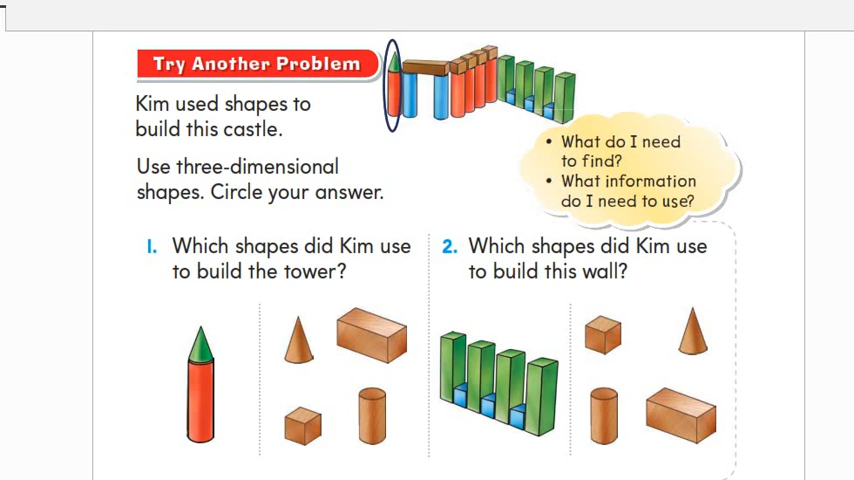 Try Another Problem
Kim used shapes to
build this castle.
Use three-dimensional
shapes. Circle your answer.
• What do I need
to find?
• What information
do I need to use?
1. Which shapes did Kim use
to build the tower?
2. Which shapes did Kim use
to build this wall?